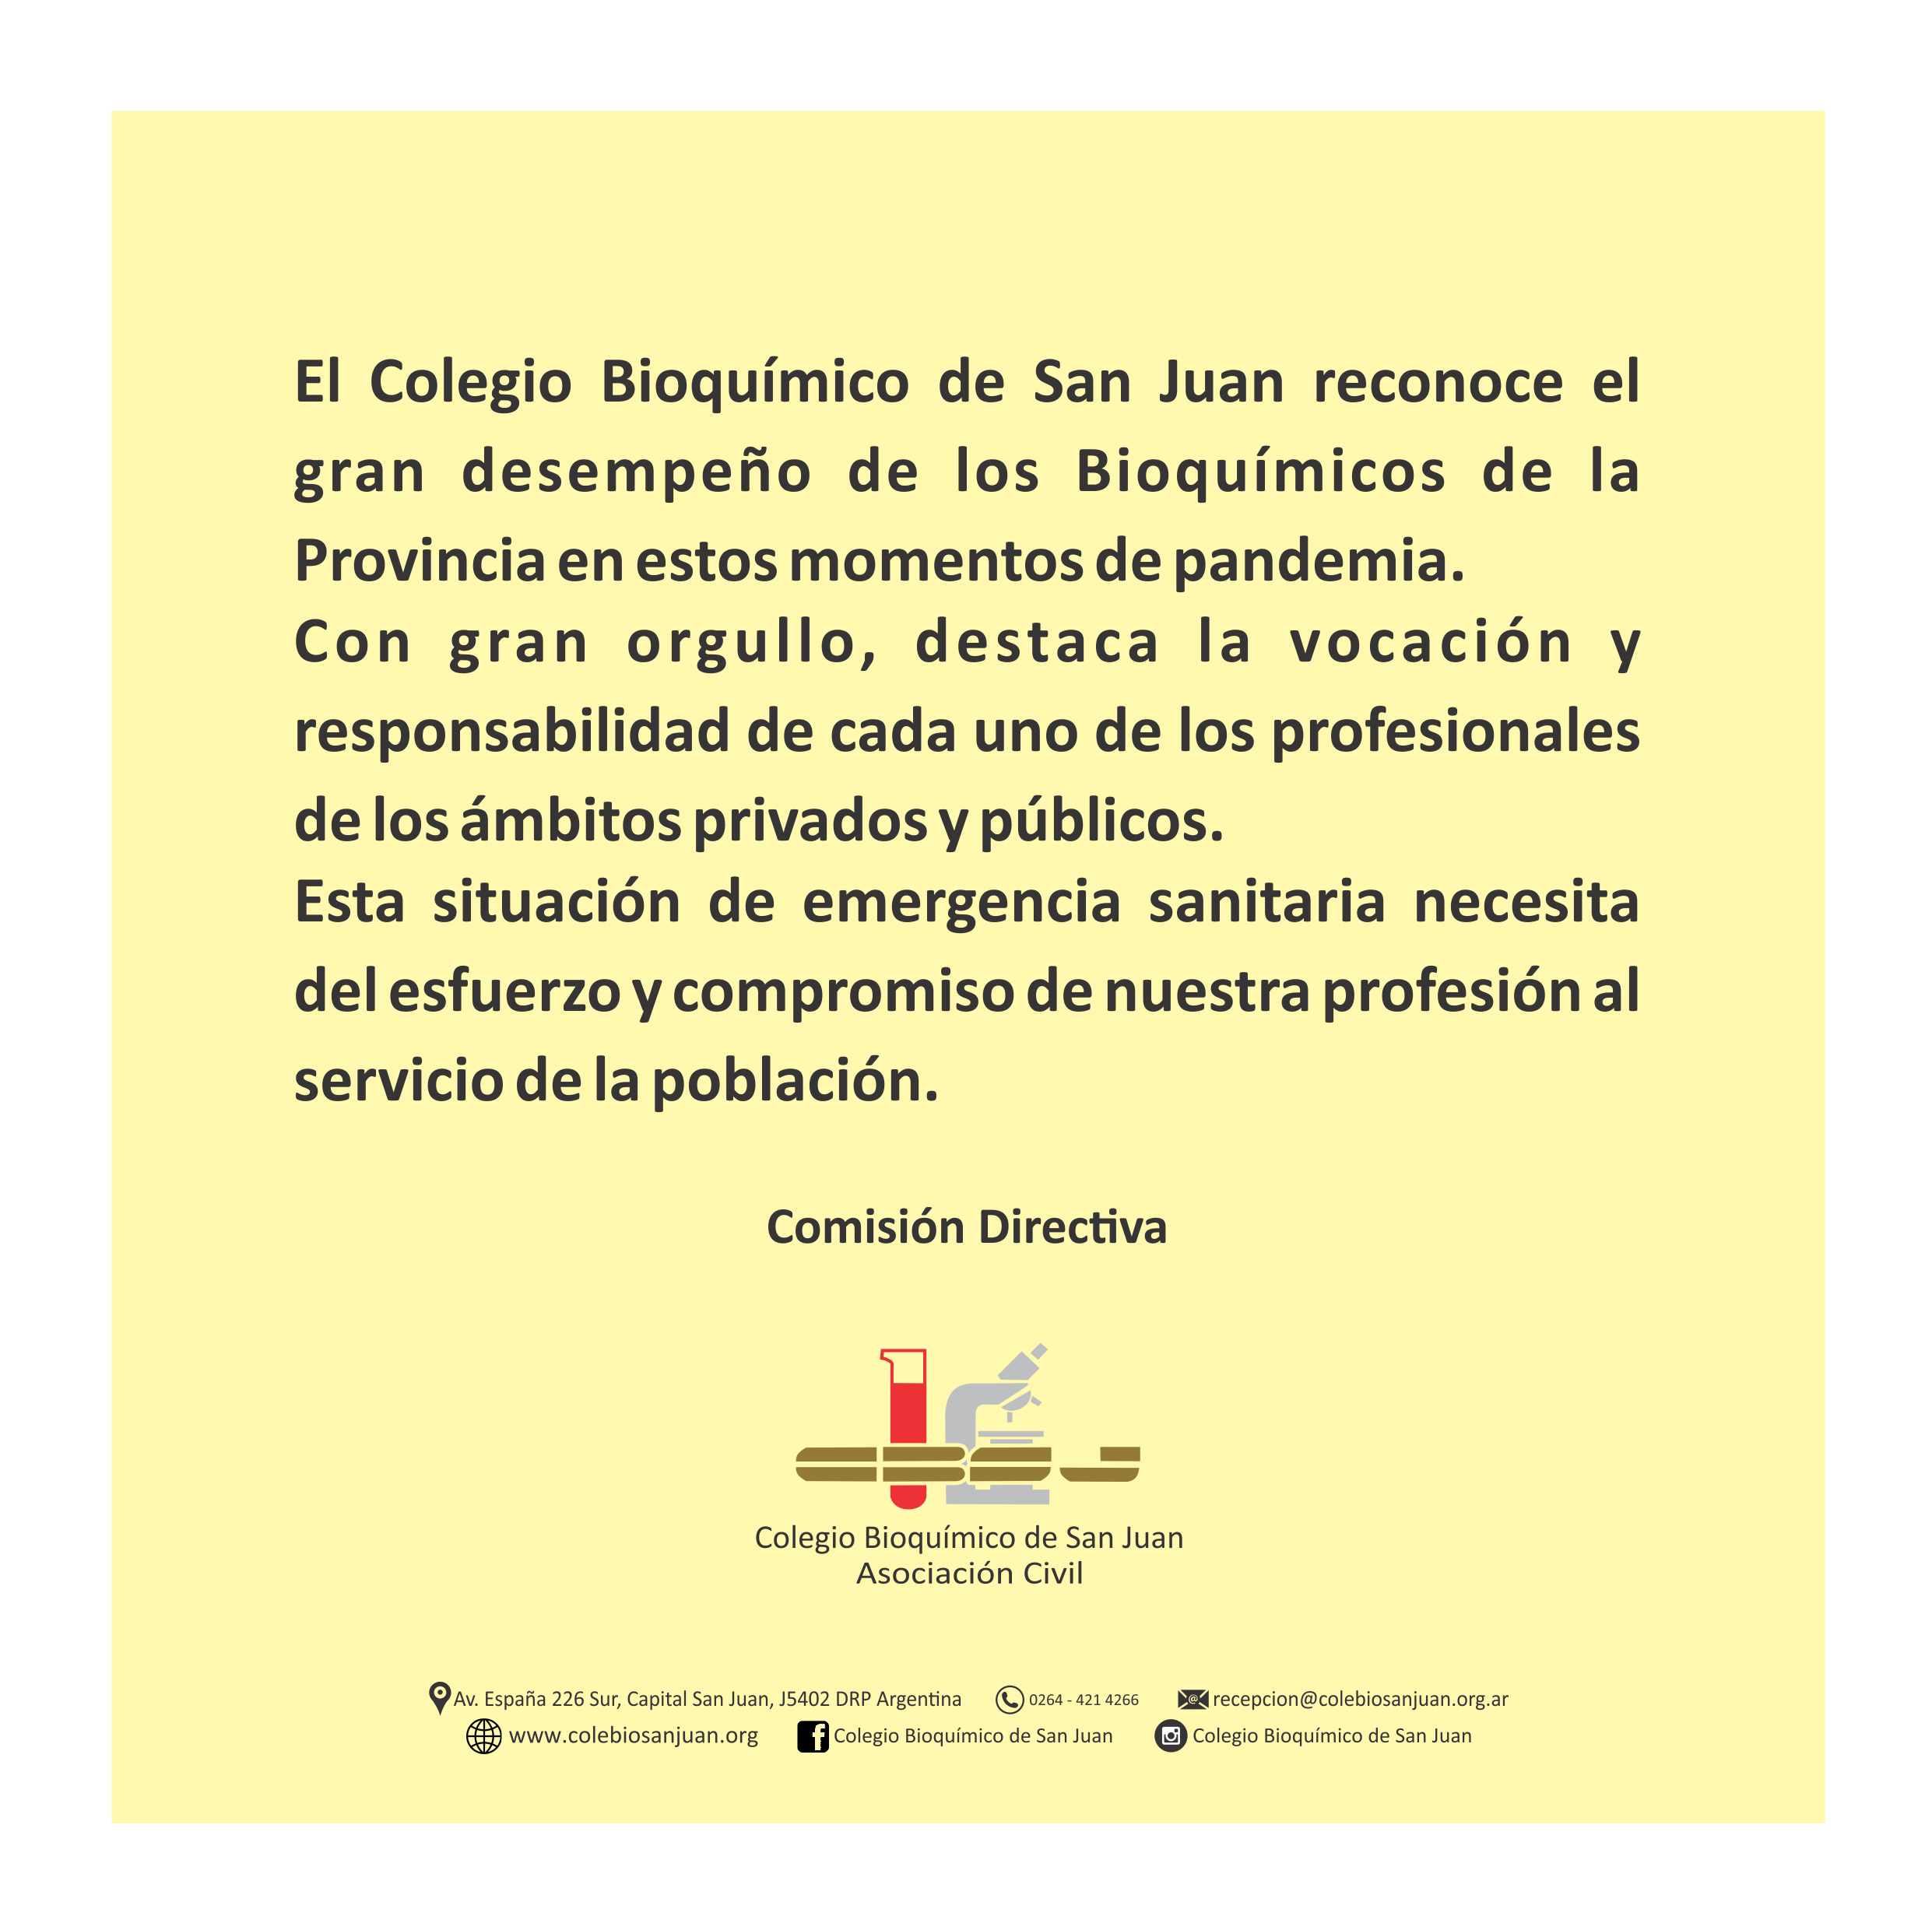 El Colegio Bioquímico de San Juan reconoce el
gran desempeño de los Bioquímicos de la
Provincia en estos momentos de pandemia.
Con gran orgullo, destaca la vocación y
responsabilidad de cada uno de los profesionales
de los ámbitos privados y públicos.
Esta situación de emergencia sanitaria necesita
del esfuerzo y compromiso de nuestra profesión al
servicio de la población.
Comisión Directiva
Colegio Bioquímico de San Juan
Asociación Civil
Av. España 226 Sur, Capital San Juan, J5402 DRP Argentina 0264 - 421 4266 recepcion@colebiosanjuan.org.ar
www.colebiosanjuan.org Colegio Bioquímico de San Juan Colegio Bioquímico de San Juan